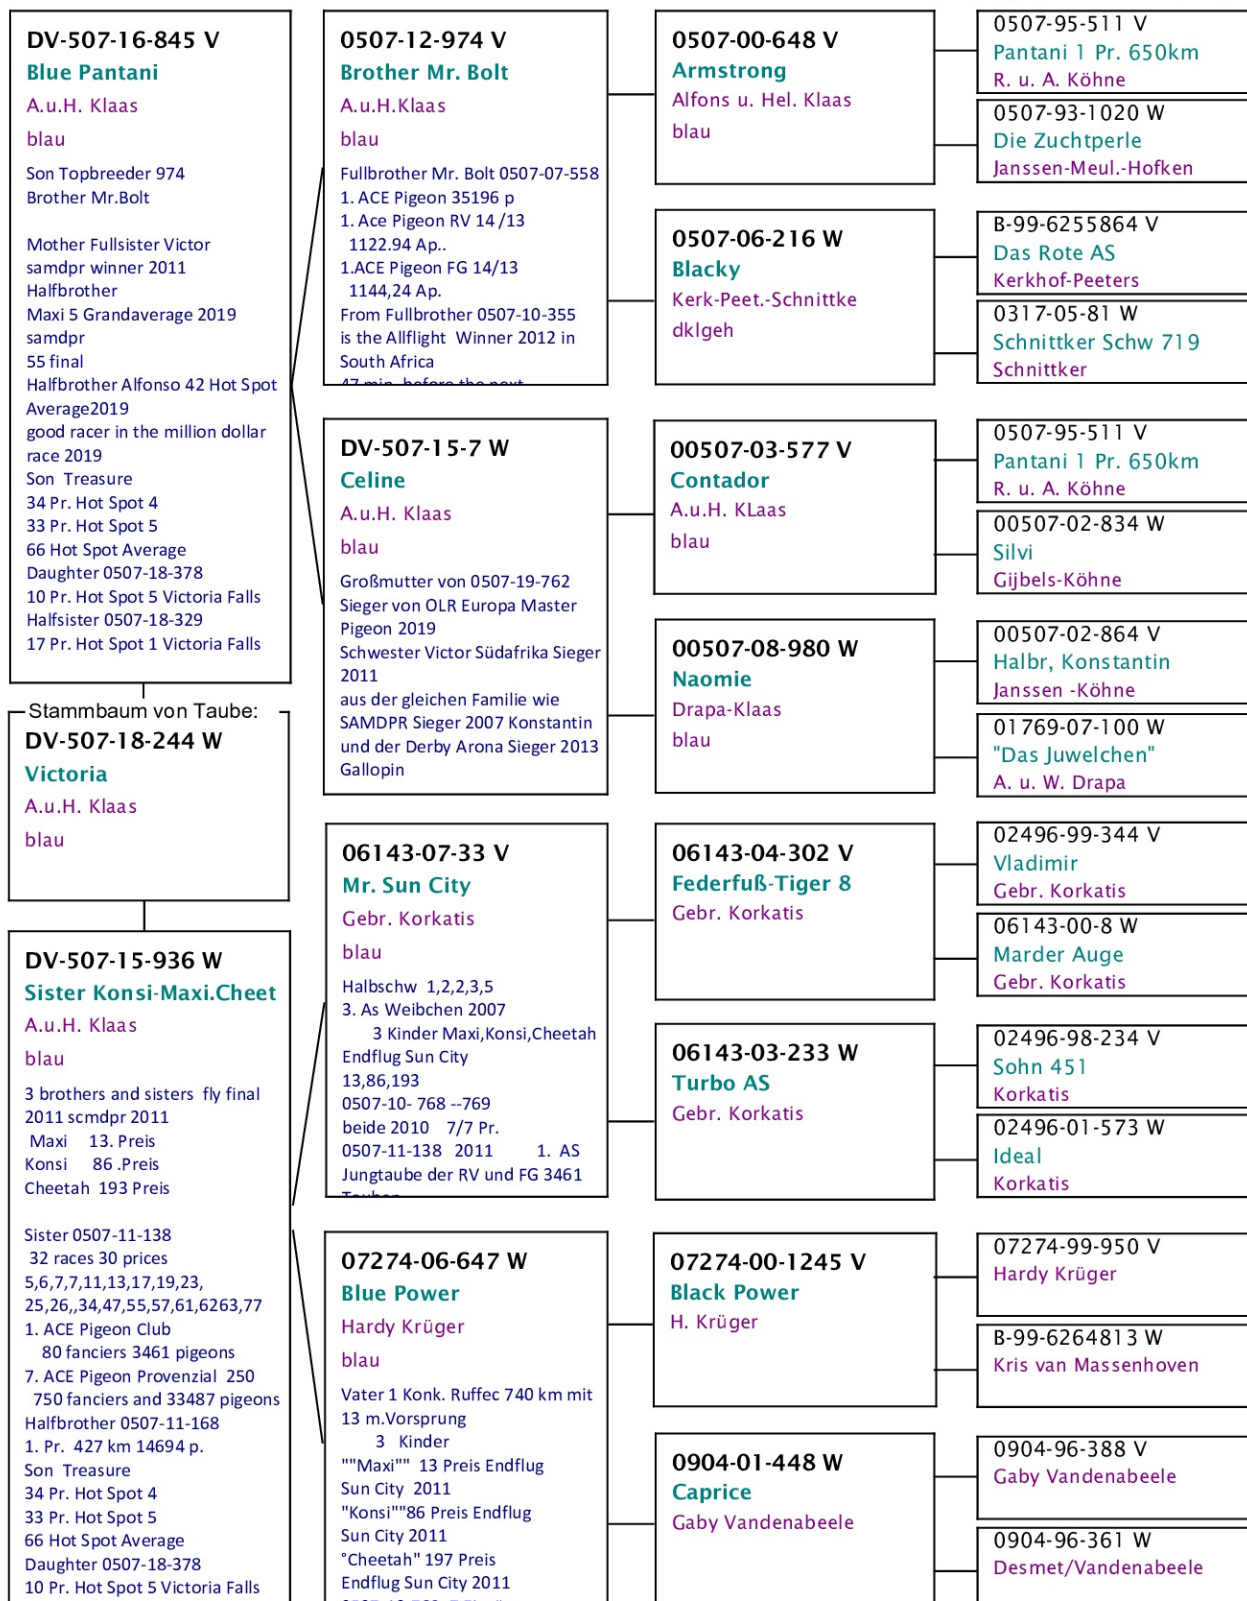 DV-507-16-845 V
Blue Pantani
A.u.H. Klaas
blau
Son Topbreeder 974
Brother Mr.Bolt
Mother Fullsister Victor
samdpr winner 2011
Halfbrother
Maxi 5 Grandaverage 2019
samdpr
55 final
Halfbrother Alfonso 42 Hot Spot
Average2019
good racer in the million dollar
race 2019
Son  Treasure
34 Pr. Hot Spot 4
33 Pr. Hot Spot 5
66 Hot Spot Average
Daughter 0507-18-378
10 Pr. Hot Spot 5 Victoria Falls
Halfsister 0507-18-329
17 Pr. Hot Spot 1 Victoria Falls
Stammbaum von Taube:
DV-507-18-244 W
Victoria
A.u.H. Klaas
blau
DV-507-15-936 W
Sister Konsi-Maxi.Cheet
A.u.H. Klaas
blau
3 brothers and sisters  fly final
2011 scmdpr 2011
Maxi    13. Preis
Konsi    86 .Preis
Cheetah  193 Preis
Sister 0507-11-138
32 races 30 prices
5,6,7,7,11,13,17,19,23,
25,26,,34,47,55,57,61,6263,77
1. ACE Pigeon Club
80 fanciers 3461 pigeons
7. ACE Pigeon Provenzial  250
750 fanciers and 33487 pigeons
Halfbrother 0507-11-168
1. Pr.  427 km 14694 p.
Son  Treasure
34 Pr. Hot Spot 4
33 Pr. Hot Spot 5
66 Hot Spot Average
Daughter 0507-18-378
10 Pr. Hot Spot 5 Victoria Falls
0507-12-974 V
Brother Mr. Bolt
A.u.H.Klaas
blau
Fullbrother Mr. Bolt 0507-07-558
1. ACE Pigeon 35196 p
1. Ace Pigeon RV 14 /13
1122.94 Ap..
1.ACE Pigeon FG 14/13
1144,24 Ap.
From Fullbrother 0507-10-355
is the Allflight  Winner 2012 in
South Africa
47 min. before the next
DV-507-15-7 W
Celine
A.u.H. Klaas
blau
Großmutter von 0507-19-762
Sieger von OLR Europa Master
Pigeon 2019
Schwester Victor Südafrika Sieger
2011
aus der gleichen Familie wie
SAMDPR Sieger 2007 Konstantin
und der Derby Arona Sieger 2013
Gallopin
06143-07-33 V
Mr. Sun City
Gebr. Korkatis
blau
Halbschw  1,2,2,3,5
3. As Weibchen 2007
3 Kinder Maxi,Konsi,Cheetah
Endflug Sun City
13,86,193
0507-10- 768 --769
beide 2010   7/7 Pr.
0507-11-138   2011        1.  AS
Jungtaube der RV und FG 3461
Tauben
07274-06-647 W
Blue Power
Hardy Krüger
blau
Vater 1 Konk. Ruffec 740 km mit
13 m.Vorsprung
3   Kinder
""Maxi""  13 Preis Endflug
Sun City  2011
"Konsi""86 Preis Endflug
Sun City 2011
°Cheetah" 197 Preis
Endflug Sun City 2011
0507-00-648 V
Armstrong
Alfons u. Hel. Klaas
blau
0507-06-216 W
Blacky
Kerk-Peet.-Schnittke
dklgeh
00507-03-577 V
Contador
A.u.H. KLaas
blau
00507-08-980 W
Naomie
Drapa-Klaas
blau
06143-04-302 V
Federfuß-Tiger 8
Gebr. Korkatis
06143-03-233 W
Turbo AS
Gebr. Korkatis
07274-00-1245 V
Black Power
H. Krüger
0904-01-448 W
Caprice
Gaby Vandenabeele
0507-95-511 V
Pantani 1 Pr. 650km
R. u. A. Köhne
0507-93-1020 W
Die Zuchtperle
Janssen-Meul.-Hofken
B-99-6255864 V
Das Rote AS
Kerkhof-Peeters
0317-05-81 W
Schnittker Schw 719
Schnittker
0507-95-511 V
Pantani 1 Pr. 650km
R. u. A. Köhne
00507-02-834 W
Silvi
Gijbels-Köhne
00507-02-864 V
Halbr, Konstantin
Janssen -Köhne
01769-07-100 W
"Das Juwelchen"
A. u. W. Drapa
02496-99-344 V
Vladimir
Gebr. Korkatis
06143-00-8 W
Marder Auge
Gebr. Korkatis
02496-98-234 V
Sohn 451
Korkatis
02496-01-573 W
Ideal
Korkatis
07274-99-950 V
Hardy Krüger
B-99-6264813 W
Kris van Massenhoven
0904-96-388 V
Gaby Vandenabeele
0904-96-361 W
Desmet/Vandenabeele